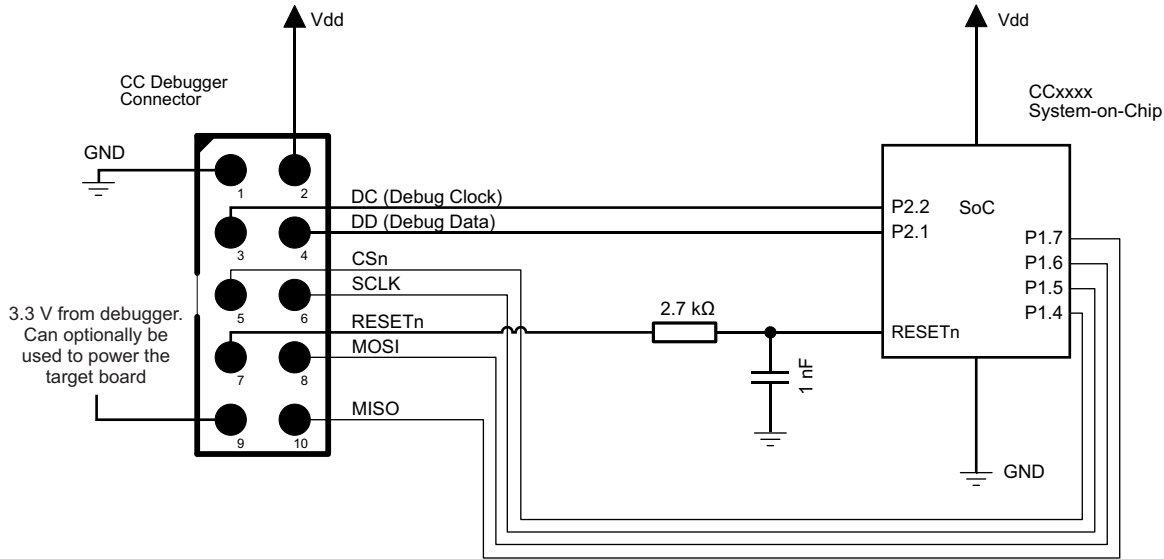 Vdd
Vdd
CC Debugger
Connector
CCxxxx
System-on-Chip
GND
1
2
DC (Debug Clock)
DD (Debug Data)
3
4
P2.2
SoC
P2.1
CSn
SCLK
5
6
P1.7
P1.6
P1.5
P1.4
3.3 V from debugger.
Can optionally be
used to power the
target board
RESETn
MOSI
7
8
2.7 kΩ
1 nF
RESETn
MISO
9
10
GND